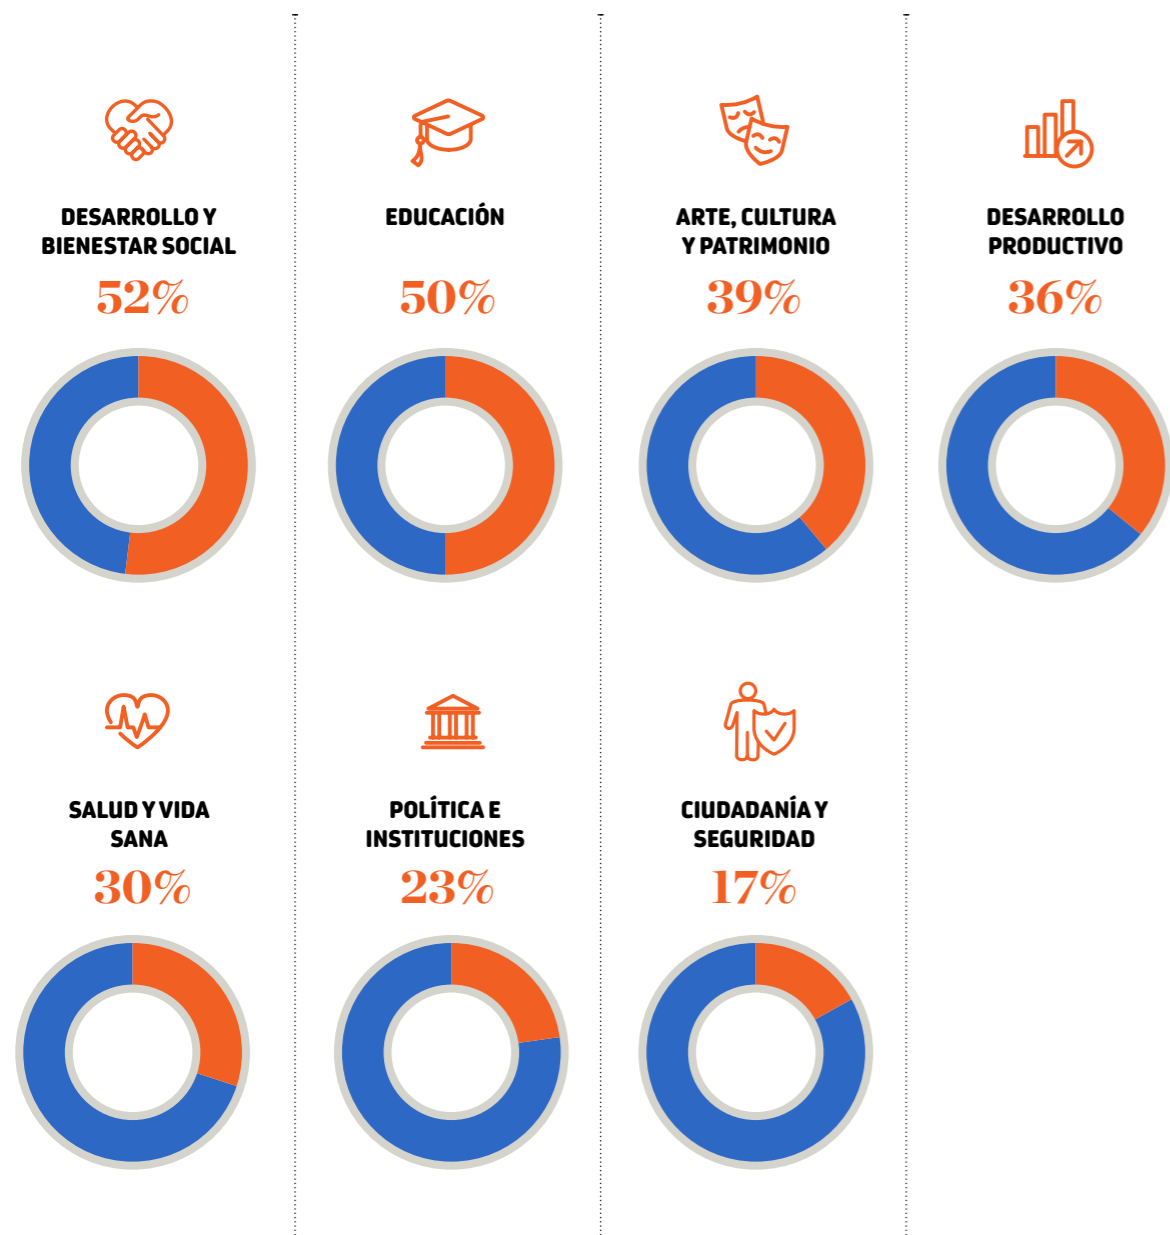 DESARROLLO Y
BIENESTAR SOCIAL
52%
EDUCACIÓN
50%
ARTE, CULTURA
Y PATRIMONIO
39%
DESARROLLO
PRODUCTIVO
36%
SALUD Y VIDA
SANA
30%
POLÍTICA E
INSTITUCIONES
23%
CIUDADANÍA Y
SEGURIDAD
17%